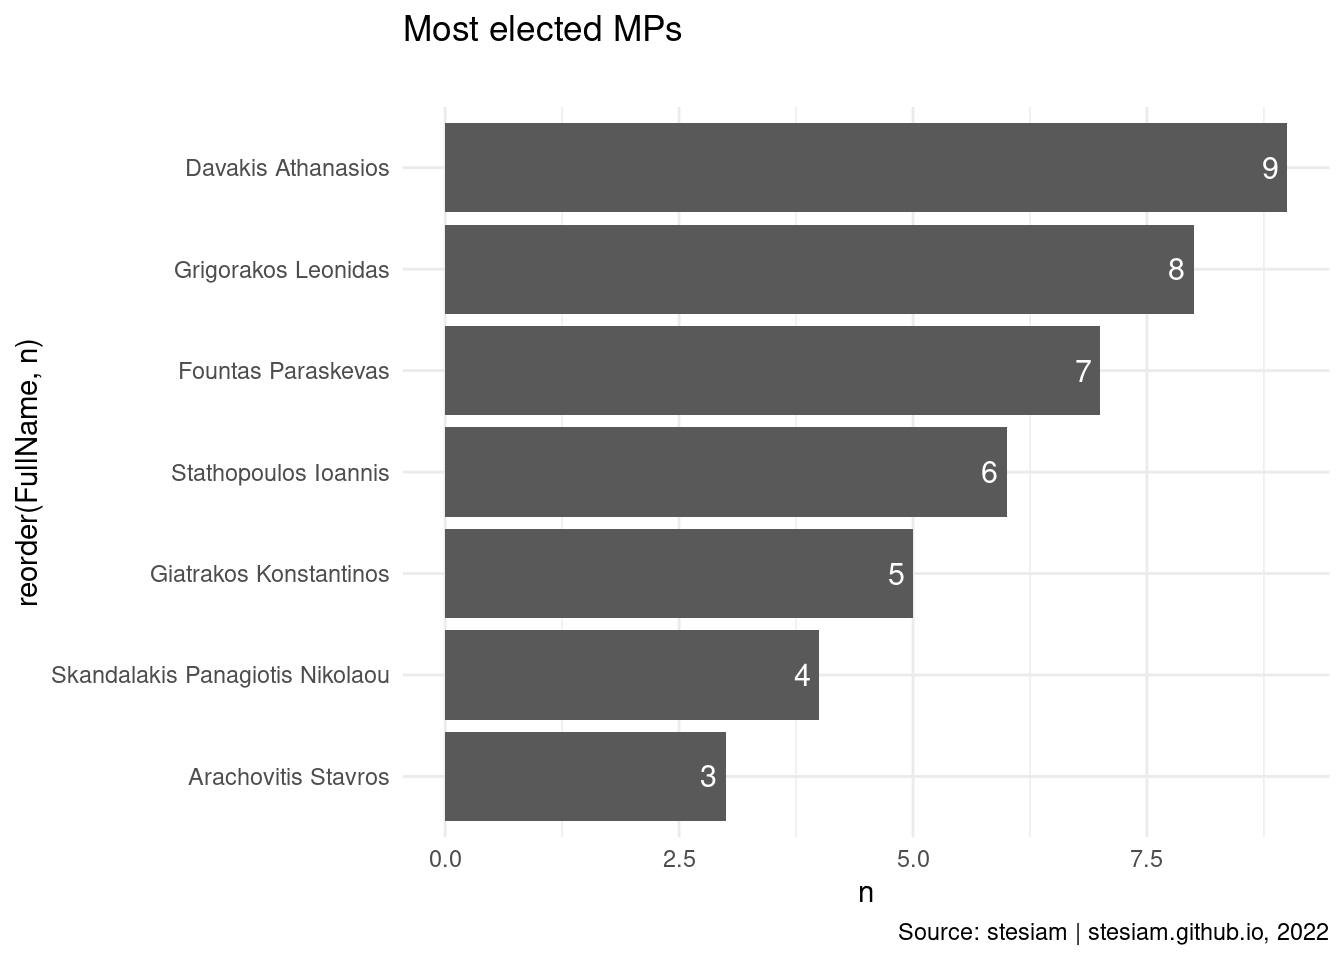 Most elected MPs
reorder(FullName, n)
Davakis Athanasios
9
Grigorakos Leonidas
8
Fountas Paraskevas
7
Stathopoulos Ioannis
6
Giatrakos Konstantinos
5
Skandalakis Panagiotis Nikolaou
4
Arachovitis Stavros
3
0.0 2.5 5.0 7.5
n
Source: stesiam | stesiam.github.io, 2022